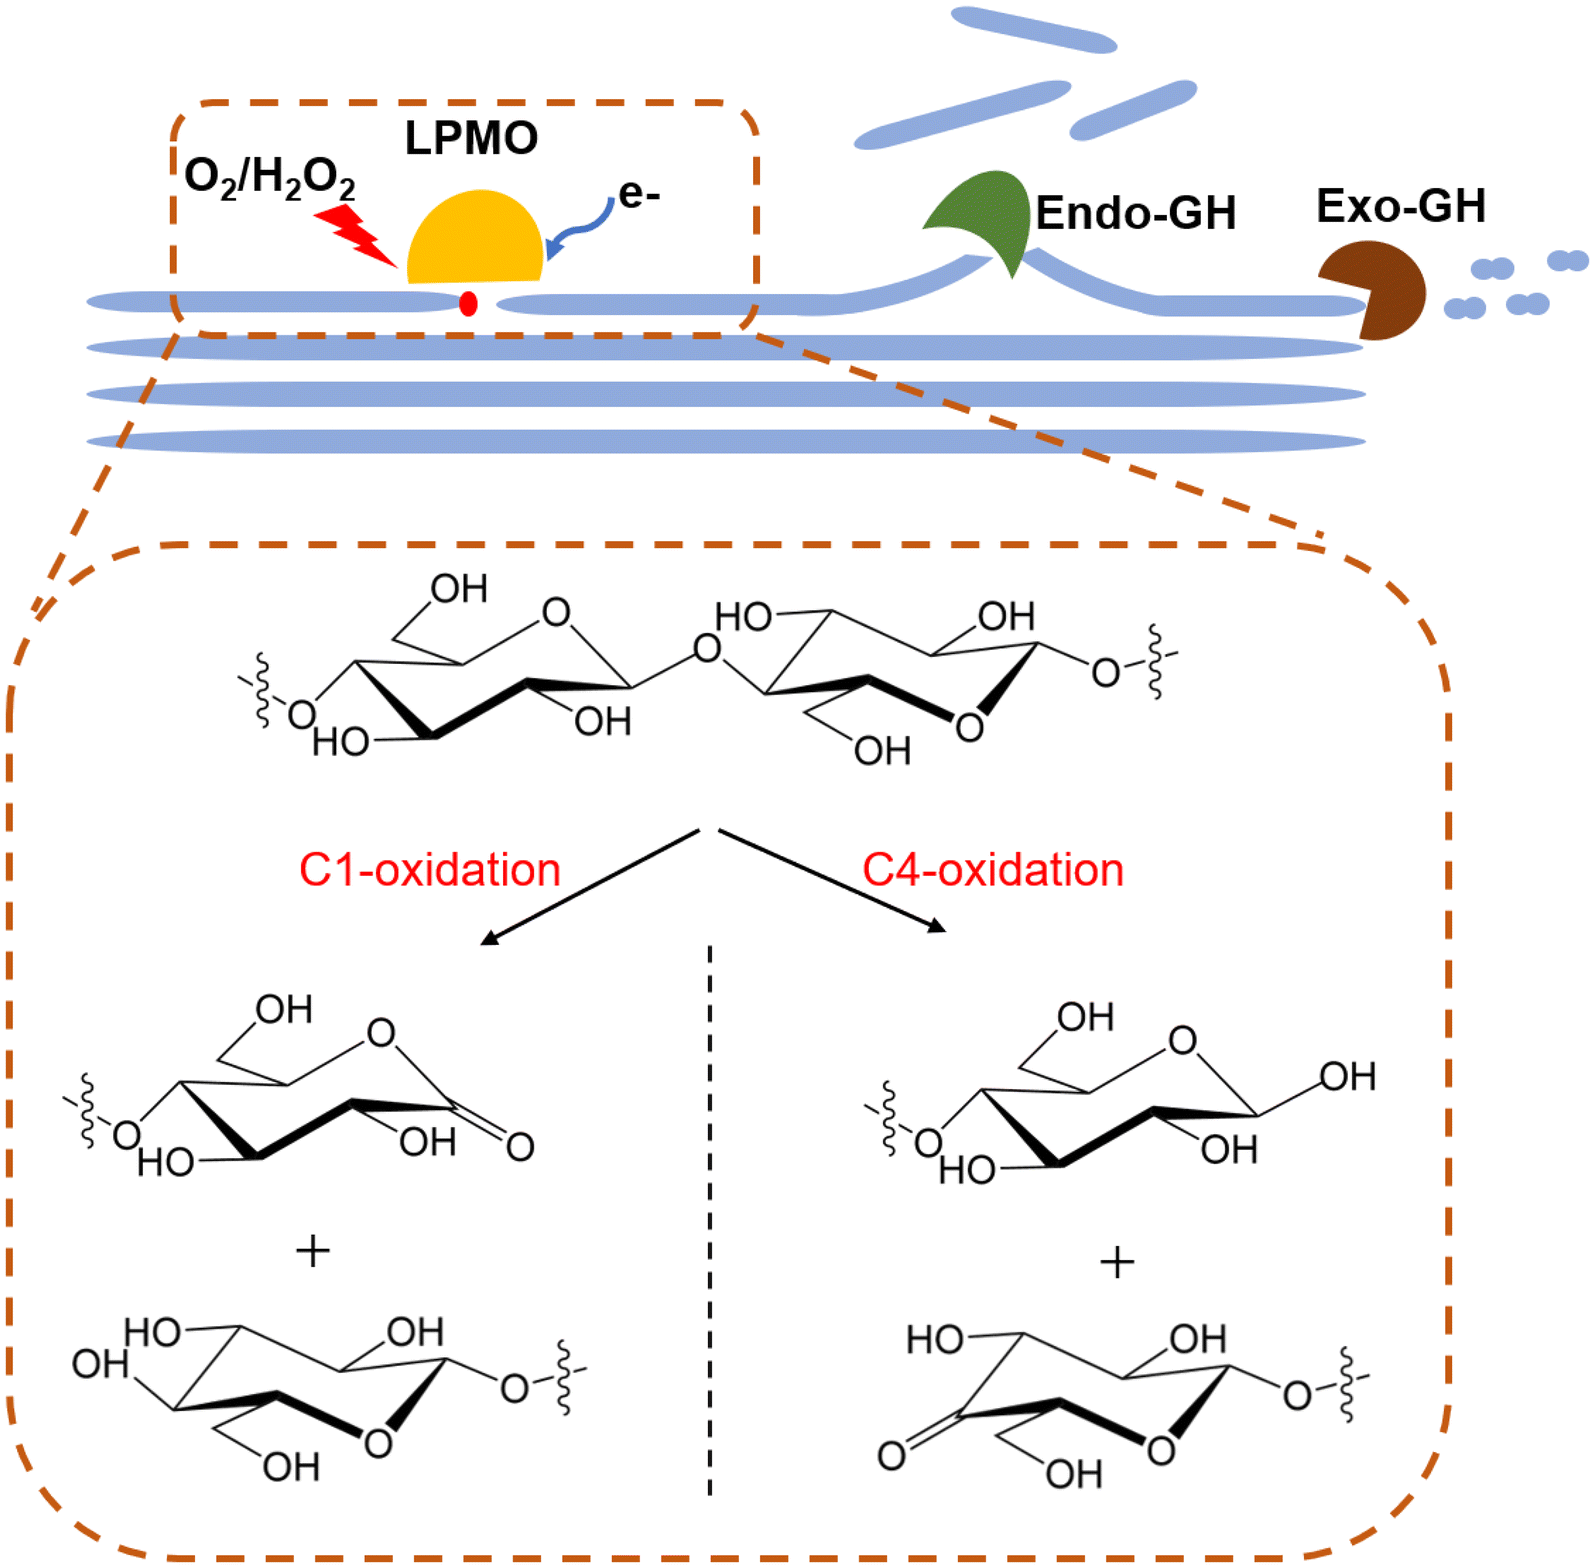 LPMO
O₂/H₂O₂
e-
Endo-GH
Exo-GH
OH
O
HO
OH
O
O
O
HO
OH
OH
O
C1-oxidation
C4-oxidation
OH
O
O
HO
OH
O
OH
O
OH
O
HO
OH
+
+
HO
OH
OH
O
O
OH
HO
OH
O
O
O
OH